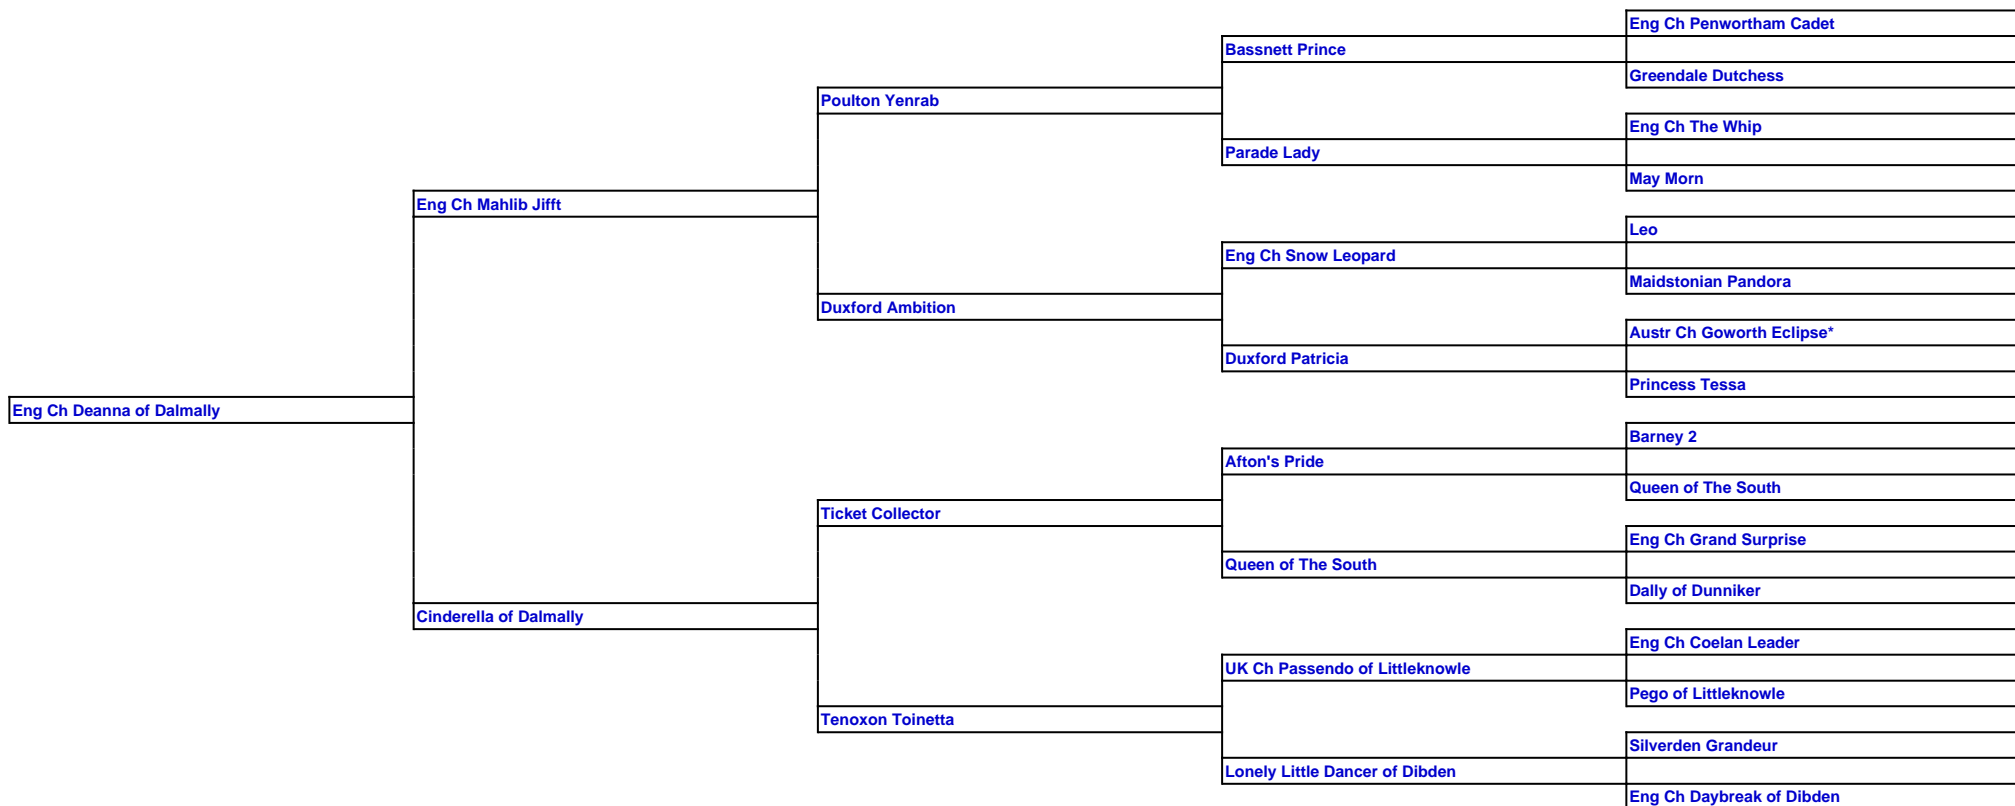 Eng Ch Penwortham Cadet
Bassnett Prince
Greendale Dutchess
Poulton Yenrab
Eng Ch The Whip
Parade Lady
May Morn
Eng Ch Mahlib Jifft
Leo
Eng Ch Snow Leopard
Maidstonian Pandora
Duxford Ambition
Austr Ch Goworth Eclipse*
Duxford Patricia
Princess Tessa
Eng Ch Deanna of Dalmally
Barney 2
Afton's Pride
Queen of The South
Ticket Collector
Eng Ch Grand Surprise
Queen of The South
Dally of Dunniker
Cinderella of Dalmally
Eng Ch Coelan Leader
UK Ch Passendo of Littleknowle
Pego of Littleknowle
Tenoxon Toinetta
Silverden Grandeur
Lonely Little Dancer of Dibden
Eng Ch Daybreak of Dibden